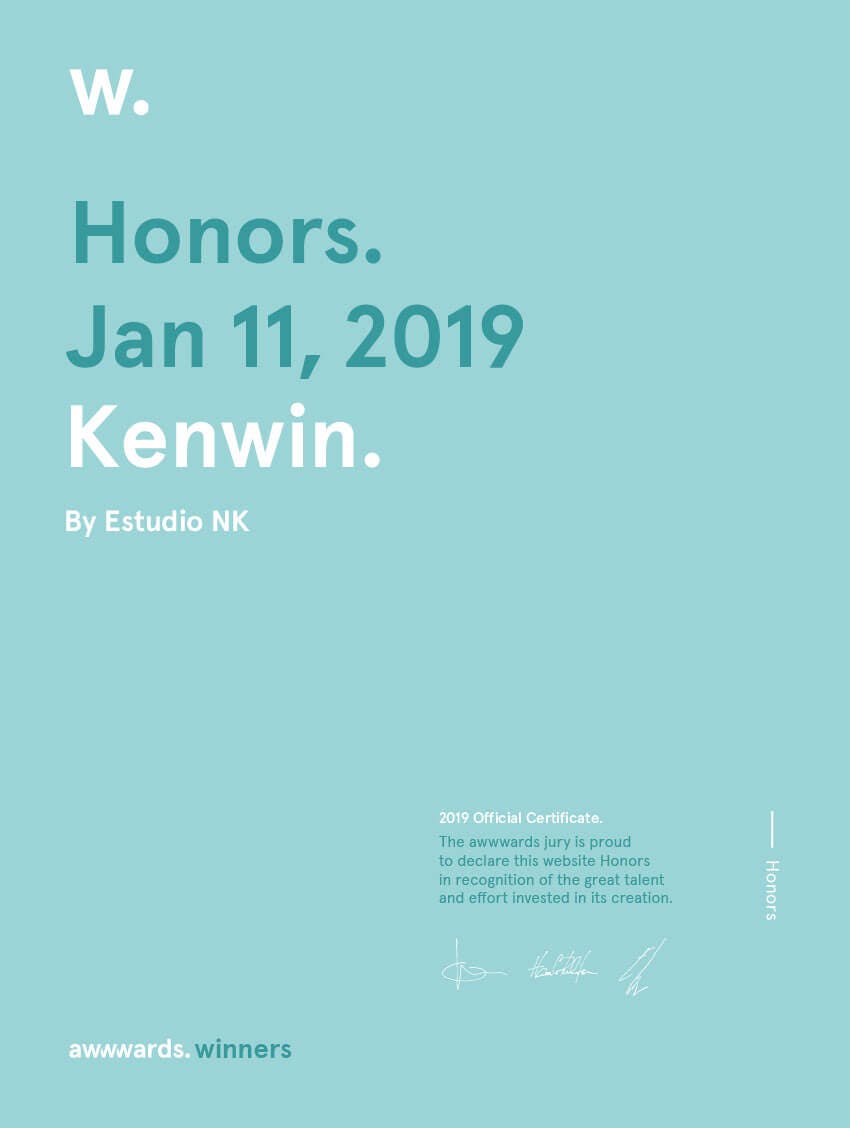 w.
Honors.
Jan 11, 2019
Kenwin.
By Estudio NK
2019 Official Certificate.
The awwwards jury is proud
to declare this website Honors
in recognition of the great talent
and effort invested in its creation.
Honors
awwwards. winners